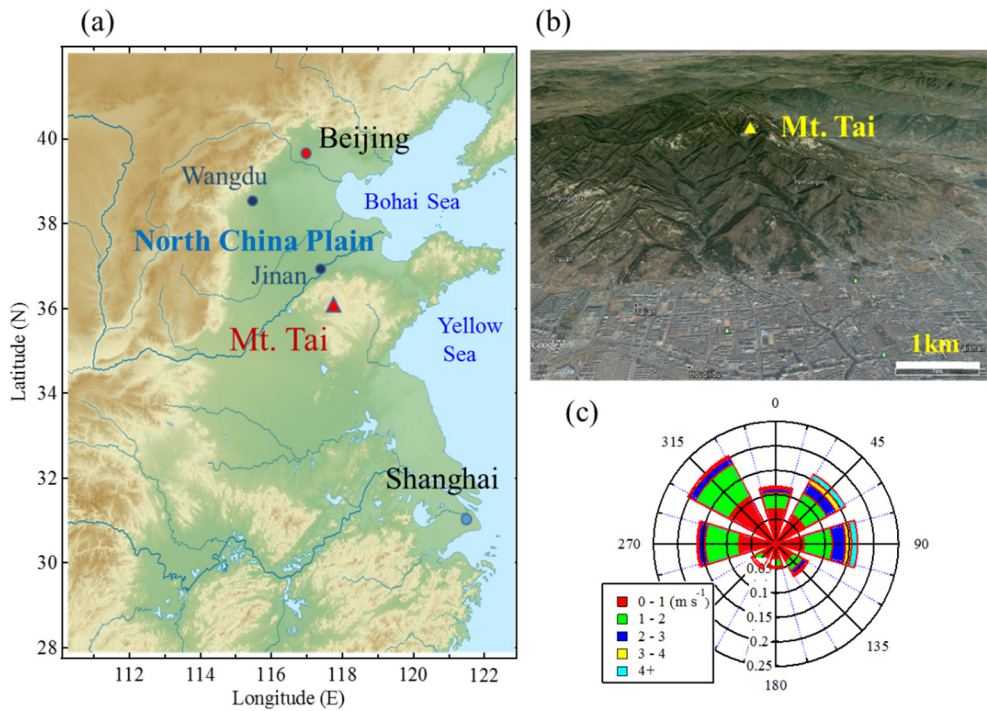 (a)
40
38
36
34
32
30
28
Latitude (N)
112
114
116
118
120
122
Longitude (E)
Beijing
Wangdu
Bohai Sea
North China Plain
Jinan
Mt. Tai
Yellow
Sea
Shanghai
(b)
Mt. Tai
Liyuan
Taian
1km
(c)
0
45
90
135
180
270
315
0.05
0.1
0.15
0.2
0.25
0 - 1 (m s⁻¹)
1 - 2
2 - 3
3 - 4
4+